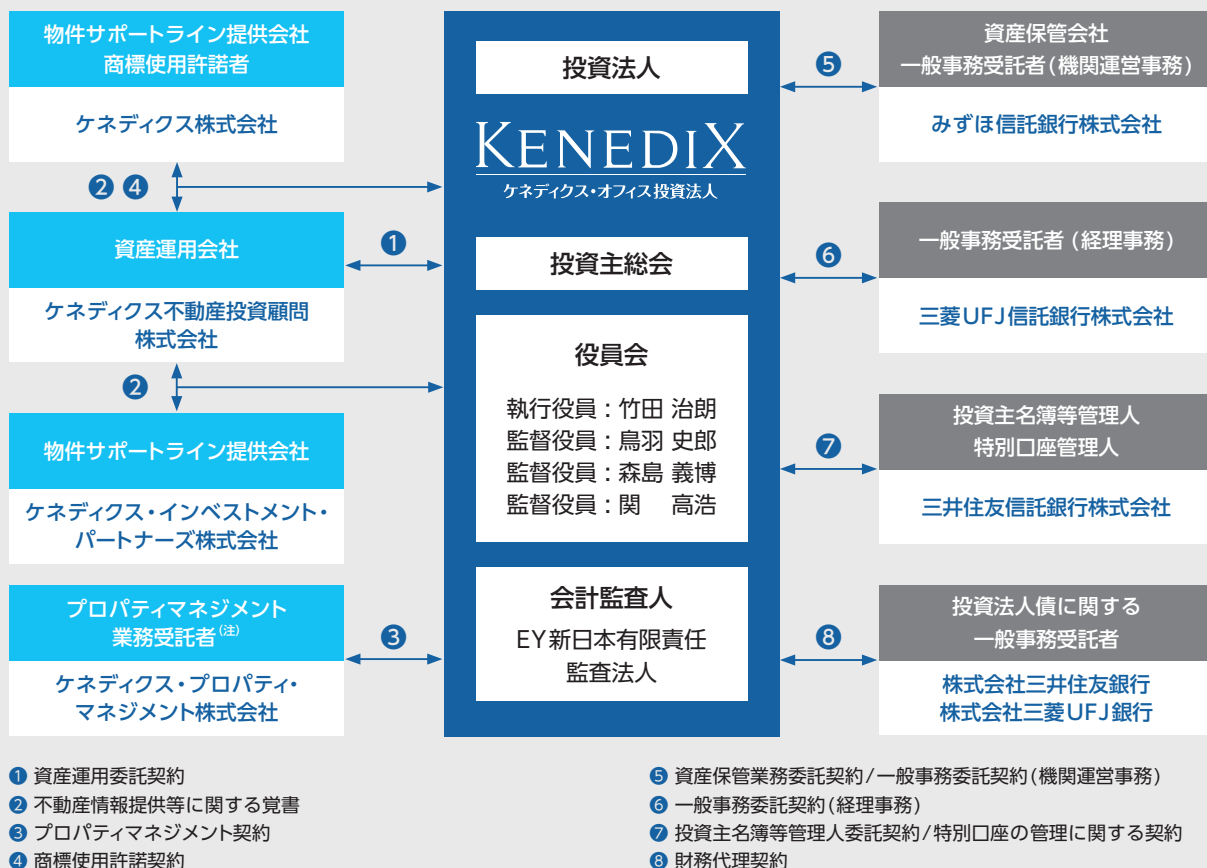 物件サポートライン提供会社
商標使用許諾者
ケネディクス株式会社
❷ ❹
資産運用会社
ケネディクス不動産投資顧問
株式会社
❶
❷
物件サポートライン提供会社
ケネディクス・インベストメント・
パートナーズ株式会社
プロパティマネジメント
業務受託者(注)
ケネディクス・プロパティ・
マネジメント株式会社
❸
投資法人
KENEDIX
ケネディクス・オフィス投資法人
投資主総会
役員会
執行役員:竹田 治朗
監督役員:鳥羽 史郎
監督役員:森島 義博
監督役員:関　高浩
会計監査人
EY新日本有限責任
監査法人
❺
資産保管会社
一般事務受託者(機関運営事務)
みずほ信託銀行株式会社
❻
一般事務受託者(経理事務)
三菱UFJ信託銀行株式会社
❼
投資主名簿等管理人
特別口座管理人
三井住友信託銀行株式会社
❽
投資法人債に関する
一般事務受託者
株式会社三井住友銀行
株式会社三菱UFJ銀行
❶ 資産運用委託契約
❷ 不動産情報提供等に関する覚書
❸ プロパティマネジメント契約
❹ 商標使用許諾契約
❺ 資産保管業務委託契約/一般事務委託契約(機関運営事務)
❻ 一般事務委託契約(経理事務)
❼ 投資主名簿等管理人委託契約/特別口座の管理に関する契約
❽ 財務代理契約